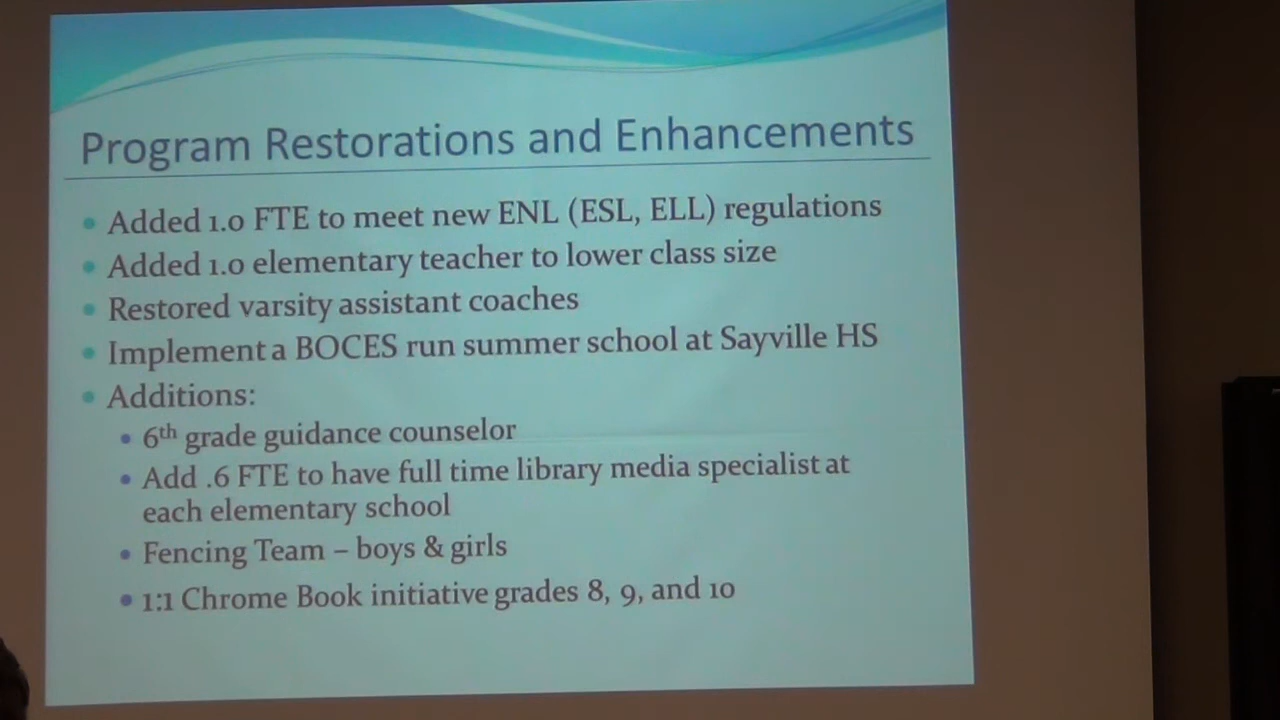 Program Restorations and Enhancements
• Added 1.0 FTE to meet new ENL (ESL, ELL) regulations
• Added 1.0 elementary teacher to lower class size
• Restored varsity assistant coaches
• Implement a BOCES run summer school at Sayville HS
• Additions:
• 6th grade guidance counselor
• Add .6 FTE to have full time library media specialist at
each elementary school
• Fencing Team – boys & girls
• 1:1 Chrome Book initiative grades 8, 9, and 10